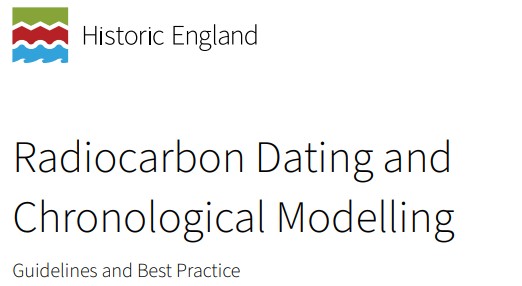 Historic England
Radiocarbon Dating and
Chronological Modelling
Guidelines and Best Practice